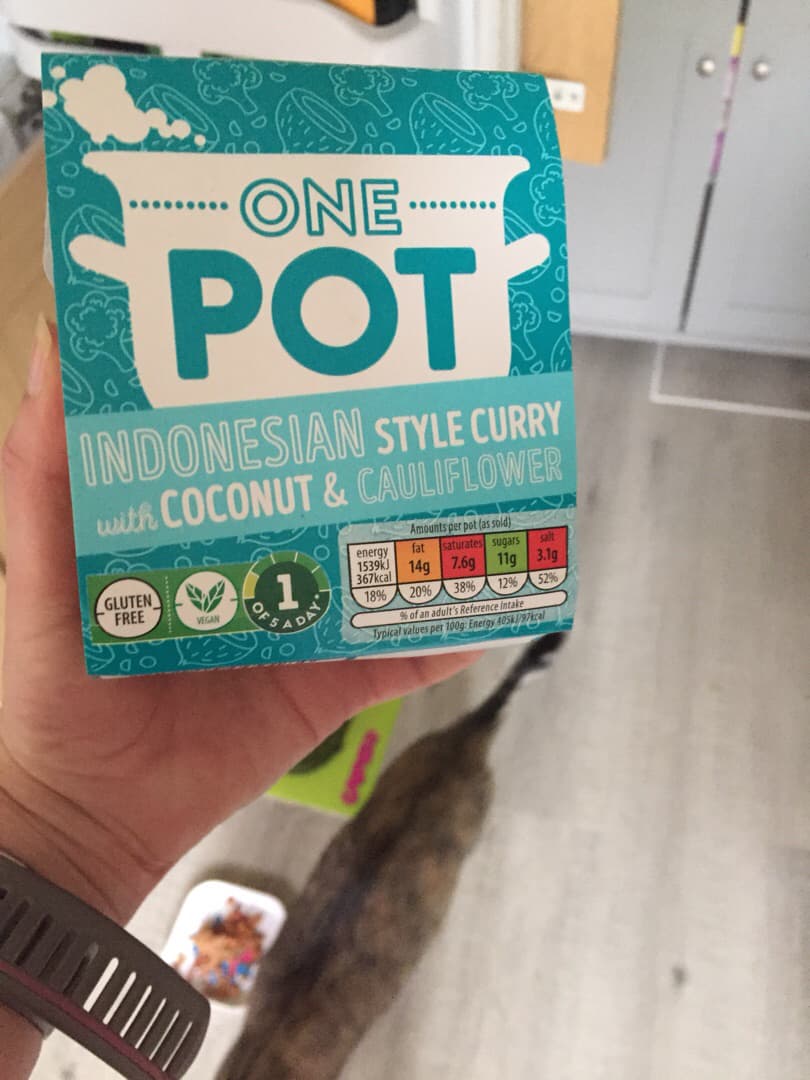 ONE
POT
INDONESIAN STYLE CURRY
with COCONUT & CAULIFLOWER
GLUTEN
FREE
VEGAN
1
OF 5 A DAY
Amounts per pot (as sold)
energy fat saturates sugars salt
1539kJ 14g 7.6g 11g 3.1g
367kcal
18% 20% 38% 12% 52%
% of an adult's Reference Intake
Typical values per 100g: Energy 405kJ/97kcal